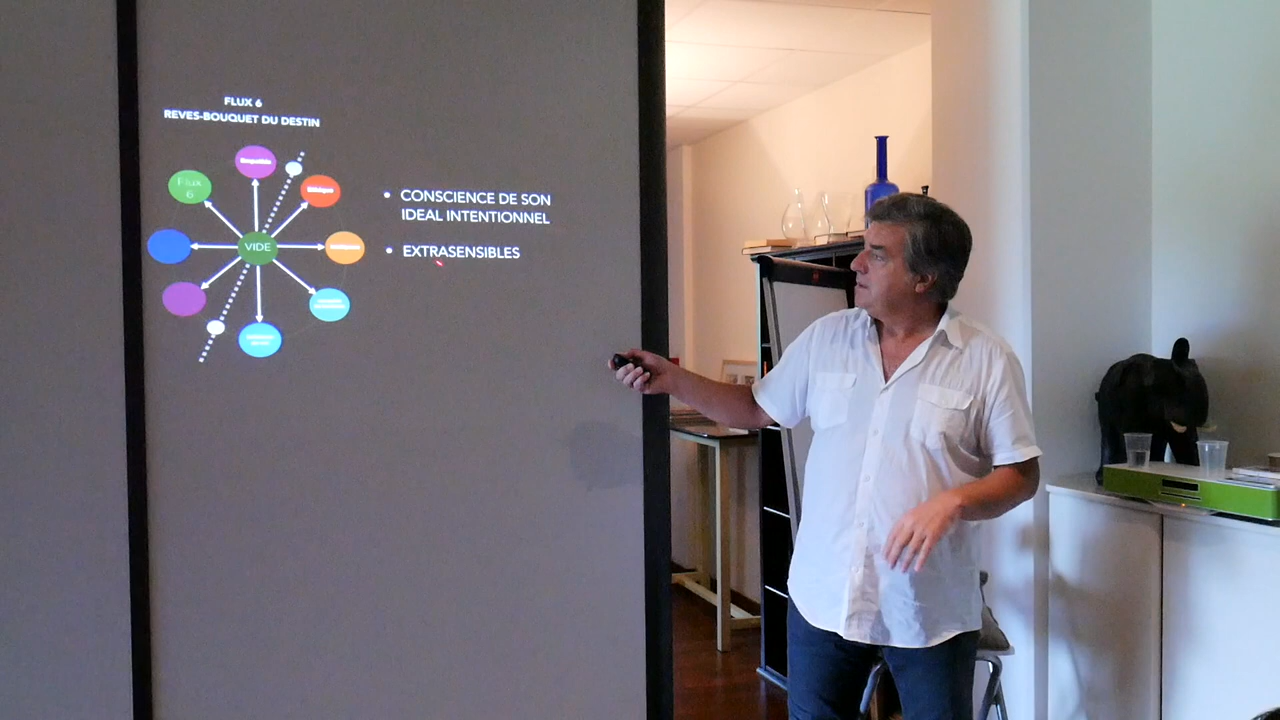 FLUX 6
REVES-BOUQUET DU DESTIN
Flux
6
VIDE
• CONSCIENCE DE SON
IDEAL INTENTIONNEL
• EXTRASENSIBLES